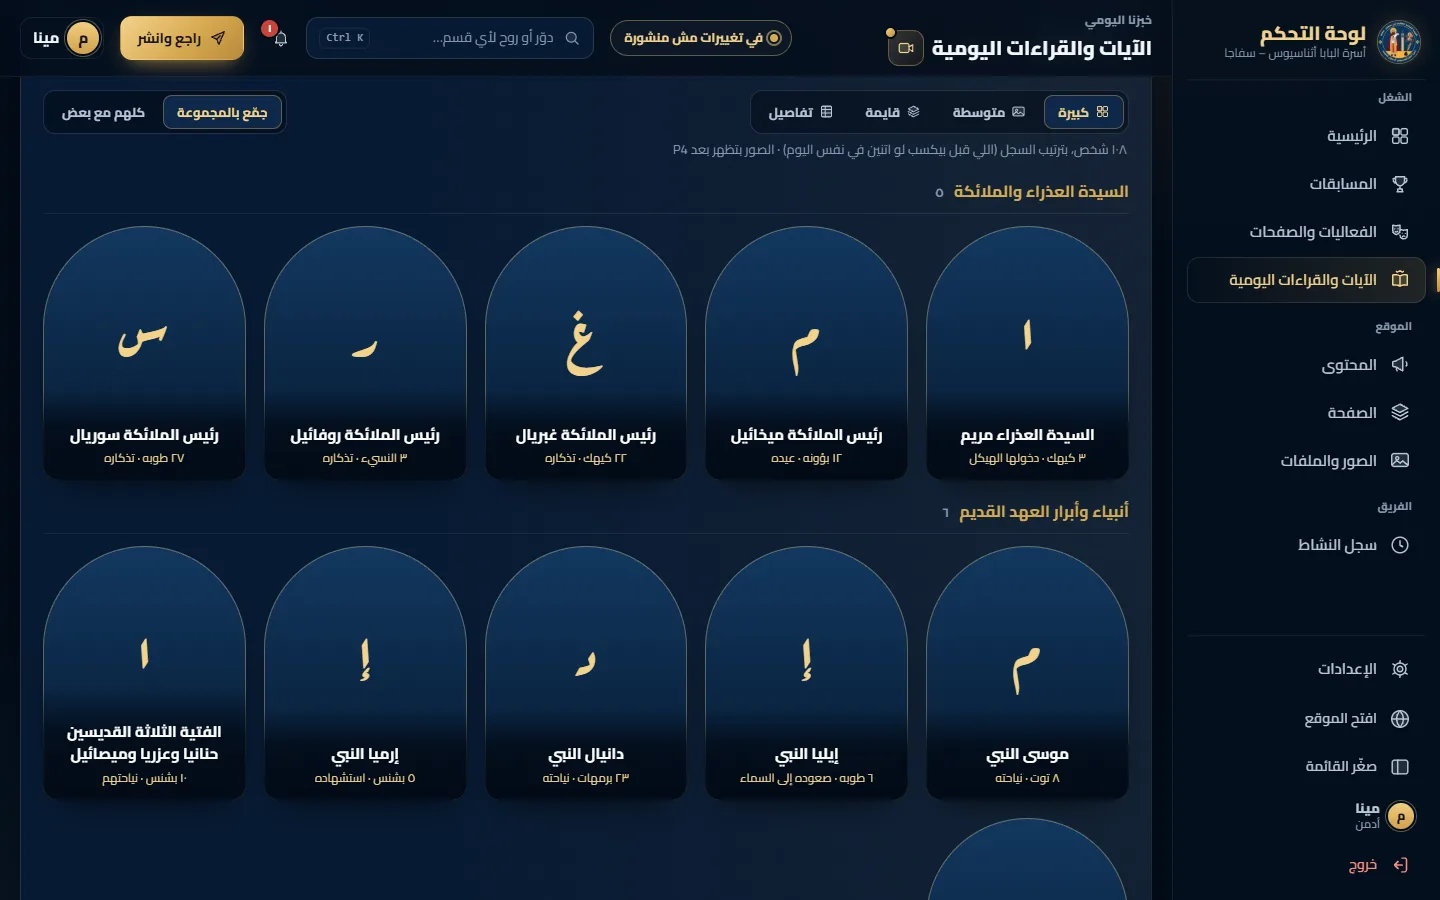 لوحة التحكم
أسرة البابا أثناسيوس – سفاجا
الشغل
الرئيسية
المسابقات
الفعاليات والصفحات
الآيات والقراءات اليومية
الموقع
المحتوى
الصفحة
الصور والملفات
الفريق
سجل النشاط
الإعدادات
افتح الموقع
صغّر القائمة
م
مينا
أدمن
خروج
خبزنا اليومي
الآيات والقراءات اليومية
في تغييرات مش منشورة
دوّر أو روح لأي قسم...
Ctrl K
١
راجع وانشر
م
مينا
كبيرة
متوسطة
قايمة
تفاصيل
جمّع بالمجموعة
كلهم مع بعض
١٠٨ شخص، بترتيب السجل (اللي قبل بيكسب لو اتنين في نفس اليوم) · الصور بتظهر بعد P4
السيدة العذراء والملائكة ٥
ا
السيدة العذراء مريم
٣ كيهك · دخولها الهيكل
م
رئيس الملائكة ميخائيل
١٢ بؤونه · عيده
غ
رئيس الملائكة غبريال
٢٢ كيهك · تذكاره
ر
رئيس الملائكة روفائيل
٣ النسيء · تذكاره
س
رئيس الملائكة سوريال
٢٧ طوبه · تذكاره
أنبياء وأبرار العهد القديم ٦
م
موسى النبي
٨ توت · نياحته
إ
إيليا النبي
٦ طوبه · صعوده إلى السماء
د
دانيال النبي
٢٣ برمهات · نياحته
إ
إرميا النبي
٥ بشنس · استشهاده
ا
الفتية الثلاثة القديسين
حنانيا وعزريا وميصائيل
١٠ بشنس · نياحتهم